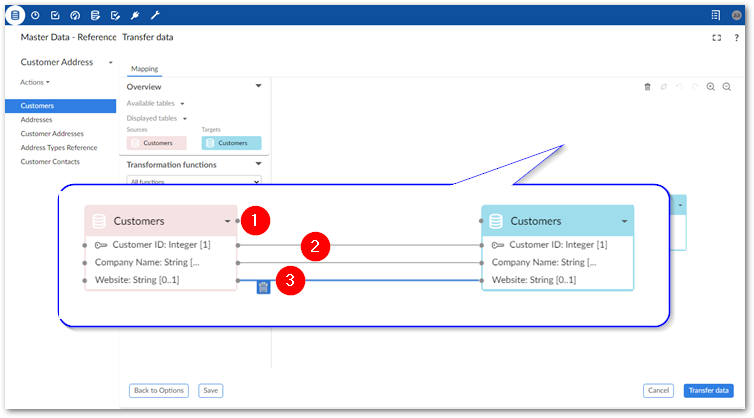 JJ
Master Data - Reference
Transfer data
?
Customer Address
Actions
Mapping
Customers
Addresses
Customer Addresses
Address Types Reference
Customer Contacts
Overview
Available tables
Displayed tables
Sources Targets
Customers Customers
Transformation functions
All functions
Customers 1 Customers
Customer ID: Integer [1] 2 Customer ID: Integer [1]
Company Name: String [... Company Name: String [...
Website: String [0..1] 3 Website: String [0..1]
Back to Options Save Cancel Transfer data